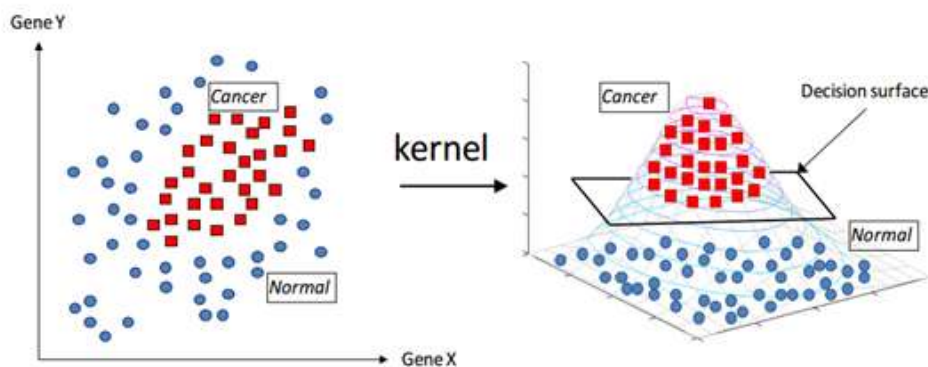 Gene Y
Cancer
Normal
Gene X
kernel
Cancer
Decision surface
Normal